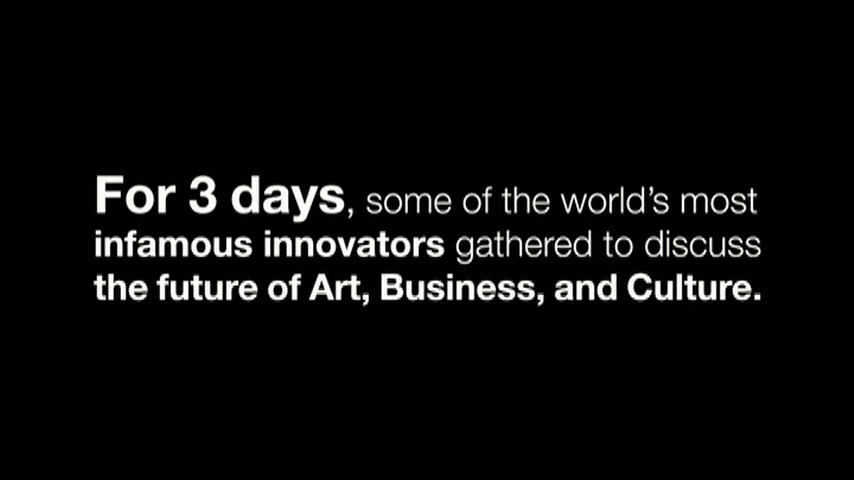 For 3 days, some of the world's most
infamous innovators gathered to discuss
the future of Art, Business, and Culture.